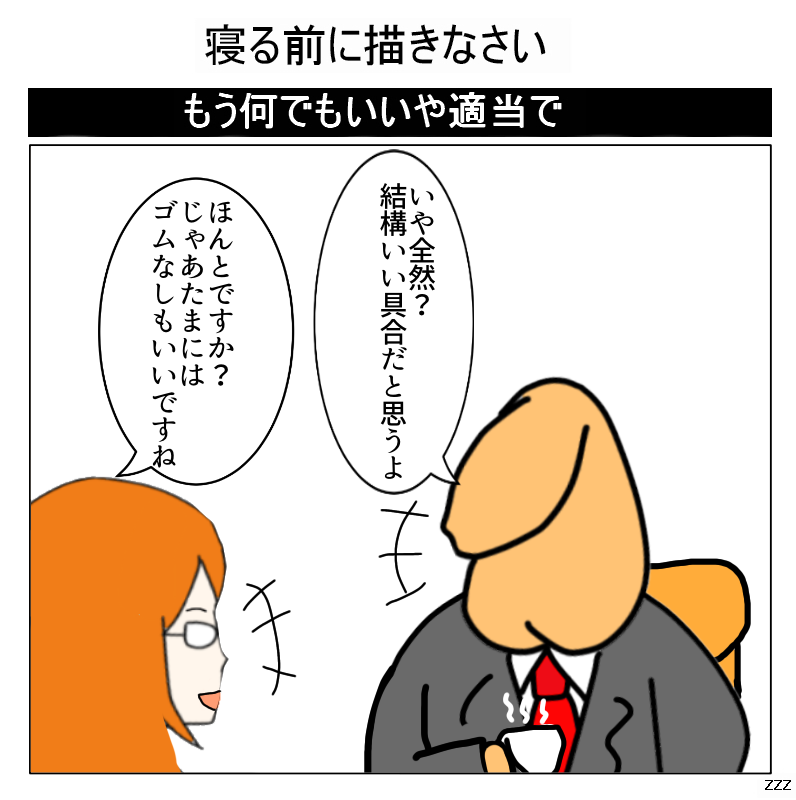 寝る前に描きなさい
もう何でもいいや適当で
いや全然？
結構いい具合だと思うよ
ほんとですか？
じゃあたまには
ゴムなしもいいですね
zzz